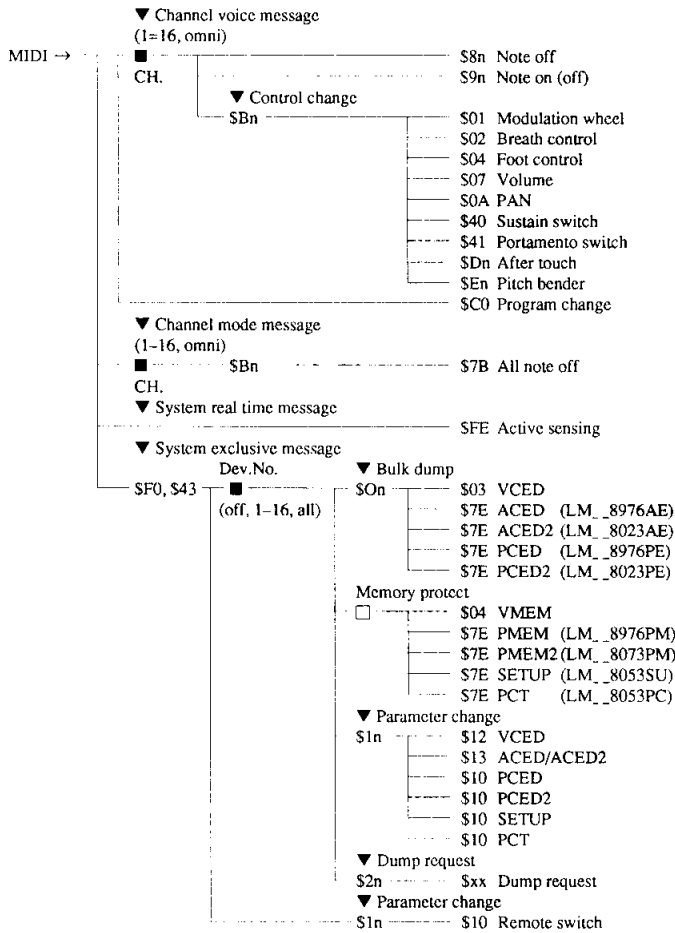 ▼ Channel voice message
(1=16, omni)
MIDI → ■ $8n Note off
CH. $9n Note on (off)
▼ Control change
$Bn $01 Modulation wheel
$02 Breath control
$04 Foot control
$07 Volume
$0A PAN
$40 Sustain switch
$41 Portamento switch
$Dn After touch
$En Pitch bender
$C0 Program change
▼ Channel mode message
(1–16, omni)
■ $Bn $7B All note off
CH.
▼ System real time message
$FE Active sensing
▼ System exclusive message
Dev.No. ▼ Bulk dump
$F0, $43 ■ $On $03 VCED
(off, 1–16, all) $7E ACED (LM_ _8976AE)
$7E ACED2 (LM_ _8023AE)
$7E PCED (LM_ _8976PE)
$7E PCED2 (LM_ _8023PE)
Memory protect
□ $04 VMEM
$7E PMEM (LM_ _8976PM)
$7E PMEM2 (LM_ _8073PM)
$7E SETUP (LM_ _8053SU)
$7E PCT (LM_ _8053PC)
▼ Parameter change
$1n $12 VCED
$13 ACED/ACED2
$10 PCED
$10 PCED2
$10 SETUP
$10 PCT
▼ Dump request
$2n $xx Dump request
▼ Parameter change
$1n $10 Remote switch